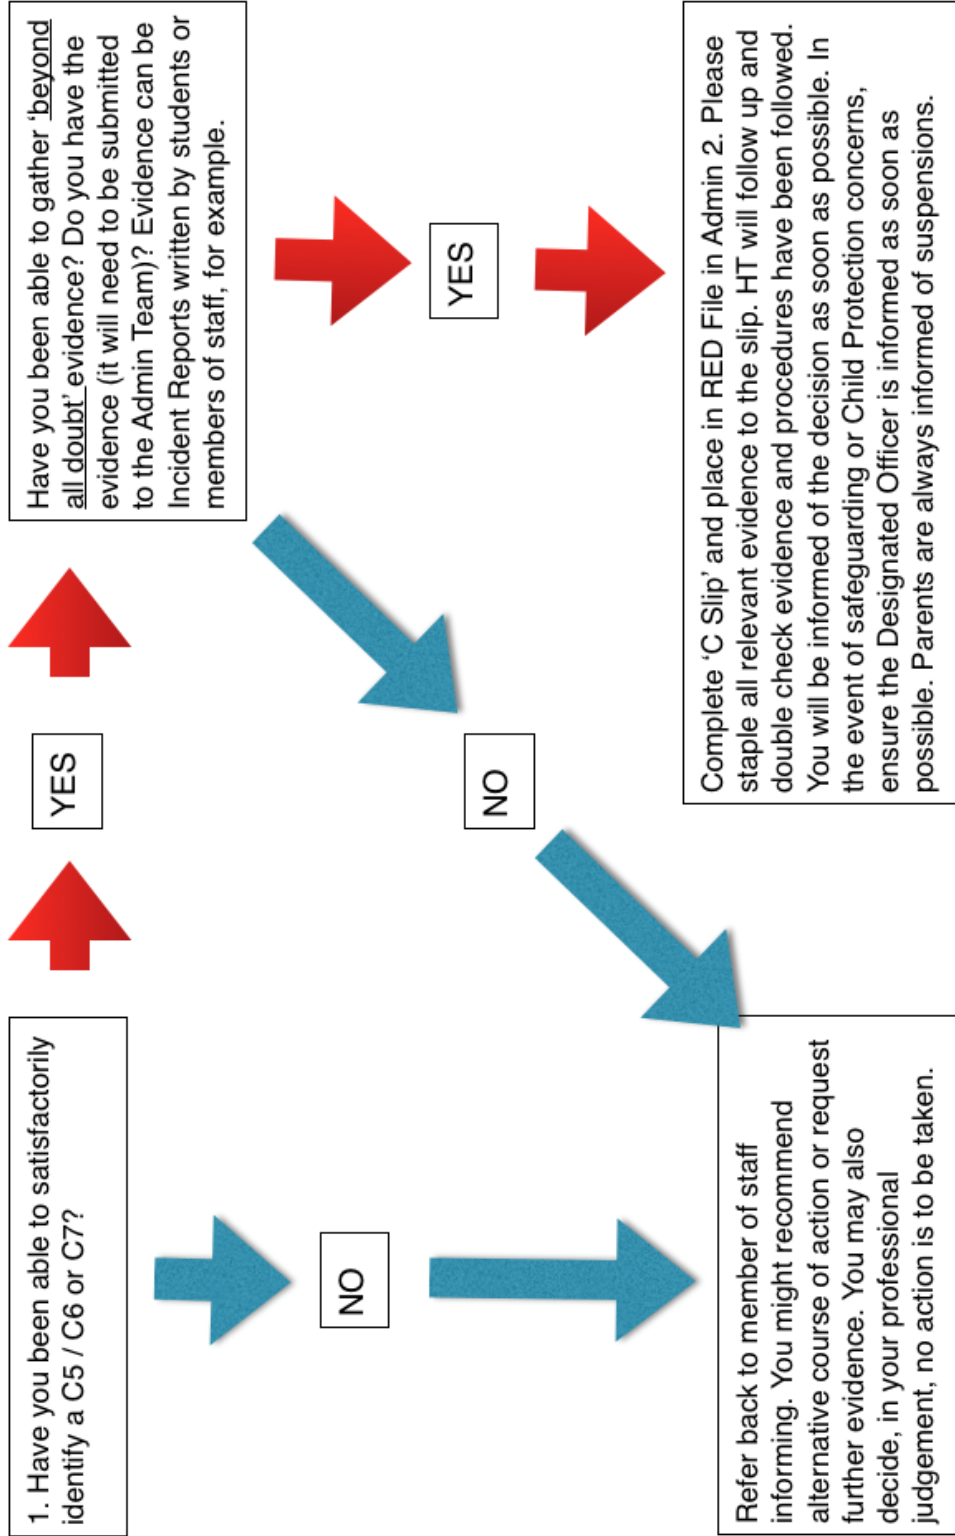 1. Have you been able to satisfactorily
identify a C5 / C6 or C7?
YES
Have you been able to gather ‘beyond
all doubt’ evidence? Do you have the
evidence (it will need to be submitted
to the Admin Team)? Evidence can be
Incident Reports written by students or
members of staff, for example.
NO
NO
YES
Refer back to member of staff
informing. You might recommend
alternative course of action or request
further evidence. You may also
decide, in your professional
judgement, no action is to be taken.
Complete ‘C Slip’ and place in RED File in Admin 2. Please
staple all relevant evidence to the slip. HT will follow up and
double check evidence and procedures have been followed.
You will be informed of the decision as soon as possible. In
the event of safeguarding or Child Protection concerns,
ensure the Designated Officer is informed as soon as
possible. Parents are always informed of suspensions.